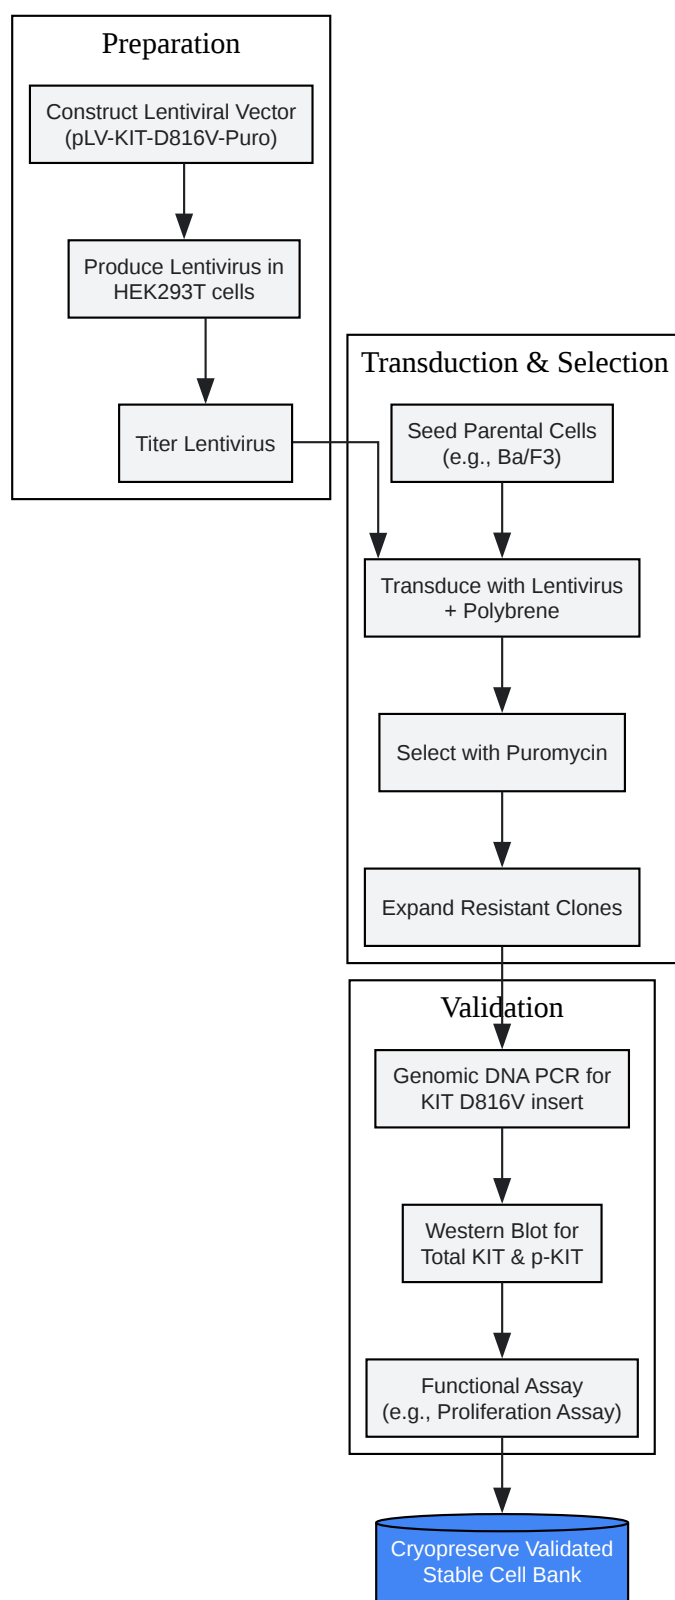 Preparation
Construct Lentiviral Vector
(pLV-KIT-D816V-Puro)
Produce Lentivirus in
HEK293T cells
Titer Lentivirus
Transduction & Selection
Seed Parental Cells
(e.g., Ba/F3)
Transduce with Lentivirus
+ Polybrene
Select with Puromycin
Expand Resistant Clones
Validation
Genomic DNA PCR for
KIT D816V insert
Western Blot for
Total KIT & p-KIT
Functional Assay
(e.g., Proliferation Assay)
Cryopreserve Validated
Stable Cell Bank